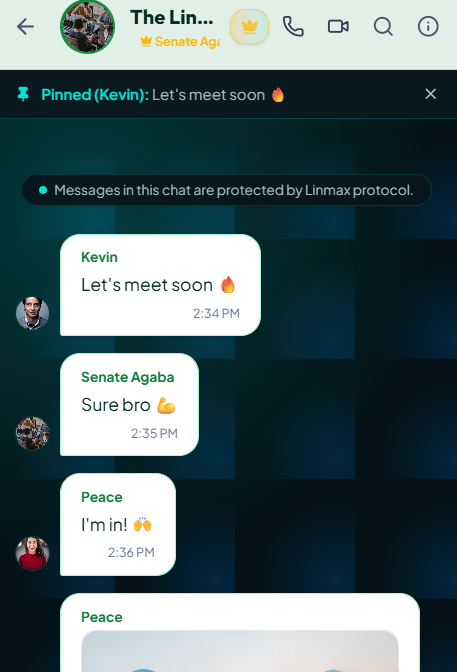 The Lin...
Senate Aga
Pinned (Kevin): Let's meet soon 🔥
Messages in this chat are protected by Linmax protocol.
Kevin
Let's meet soon 🔥
2:34 PM
Senate Agaba
Sure bro 💪
2:35 PM
Peace
I'm in! 🙌
2:36 PM
Peace